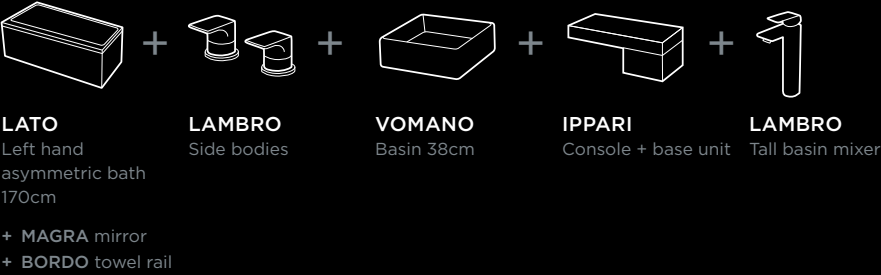 LATO
Left hand
asymmetric bath
170cm
+ MAGRA mirror
+ BORDO towel rail
+
LAMBRO
Side bodies
+
VOMANO
Basin 38cm
+
IPPARI
Console + base unit
+
LAMBRO
Tall basin mixer